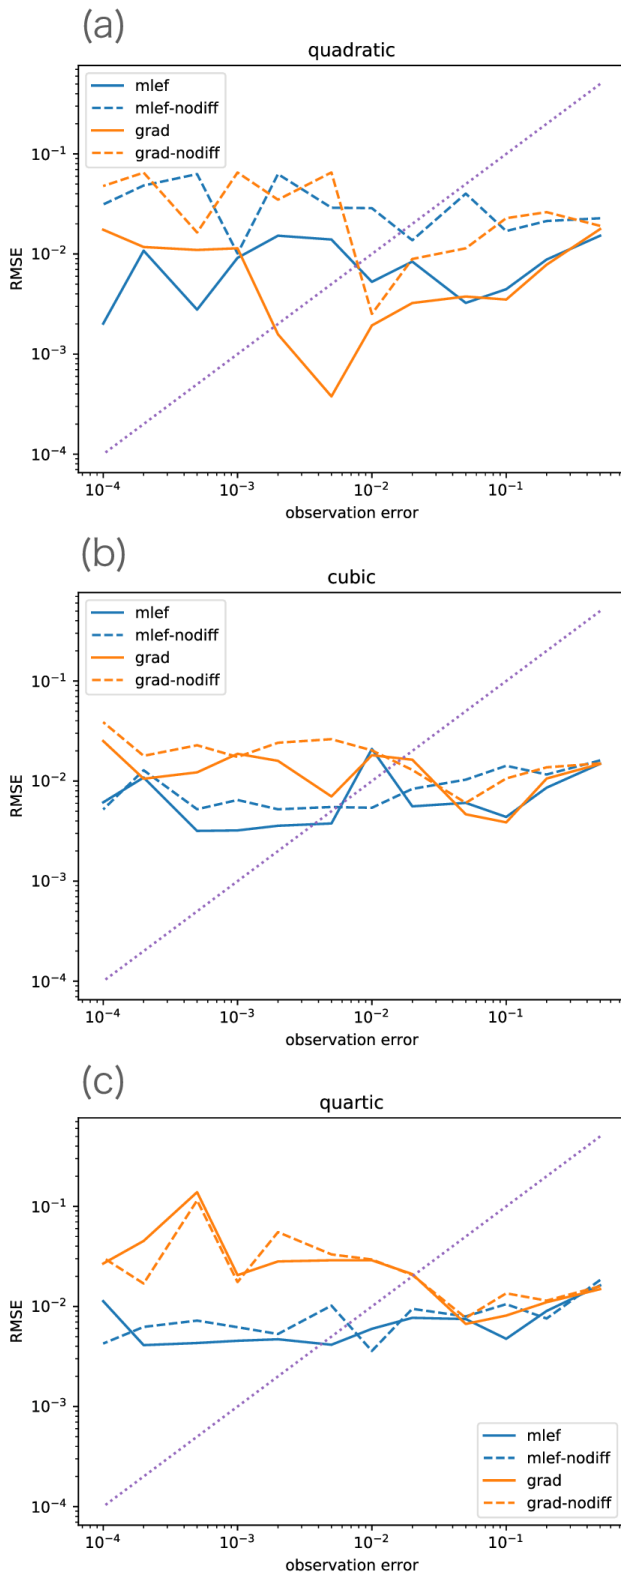 (a)
quadratic
mlef
mlef-nodiff
grad
grad-nodiff
RMSE
10⁻¹
10⁻²
10⁻³
10⁻⁴
10⁻⁴ 10⁻³ 10⁻² 10⁻¹
observation error
(b)
cubic
mlef
mlef-nodiff
grad
grad-nodiff
RMSE
10⁻¹
10⁻²
10⁻³
10⁻⁴
10⁻⁴ 10⁻³ 10⁻² 10⁻¹
observation error
(c)
quartic
RMSE
10⁻¹
10⁻²
10⁻³
10⁻⁴
mlef
mlef-nodiff
grad
grad-nodiff
10⁻⁴ 10⁻³ 10⁻² 10⁻¹
observation error